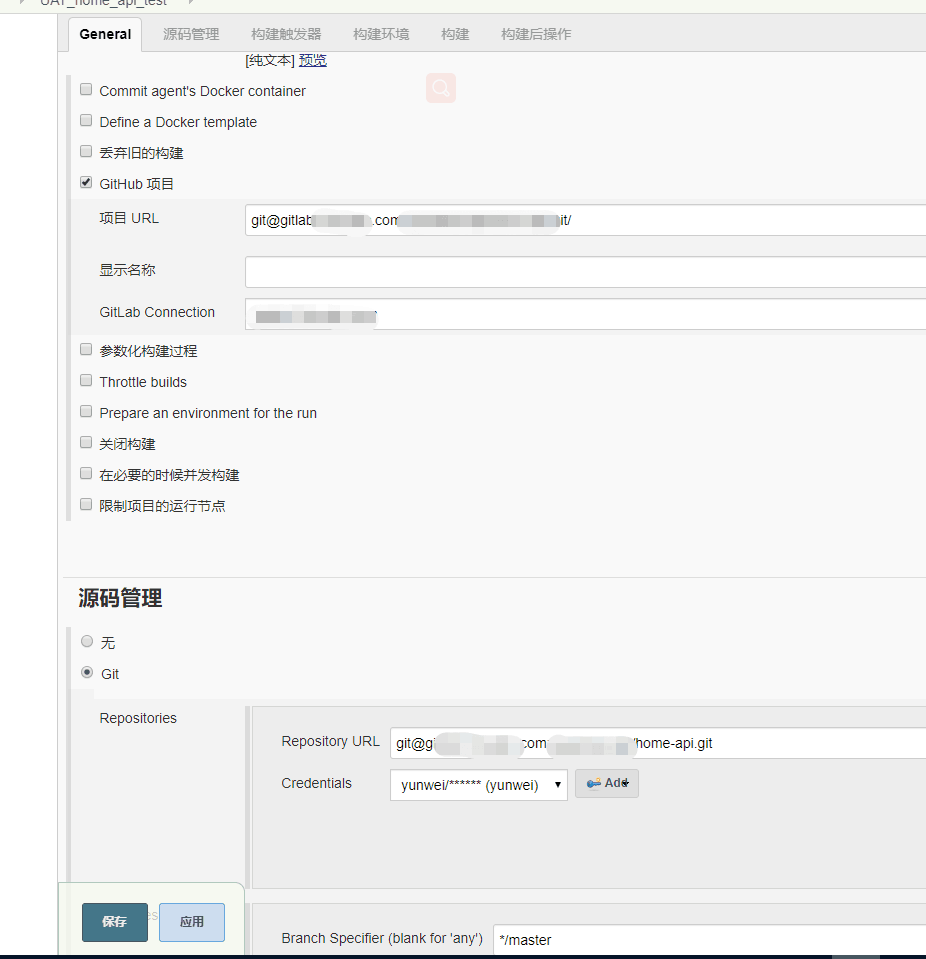 UAT_home_api_test
General 源码管理 构建触发器 构建环境 构建 构建后操作
[纯文本] 预览
Commit agent's Docker container
Define a Docker template
丢弃旧的构建
GitHub 项目
项目 URL git@gitlab .com it/
显示名称
GitLab Connection
参数化构建过程
Throttle builds
Prepare an environment for the run
关闭构建
在必要的时候并发构建
限制项目的运行节点
源码管理
无
Git
Repositories
Repository URL git@gi com /home-api.git
Credentials yunwei/****** (yunwei) Add
保存 应用
Branch Specifier (blank for 'any') */master